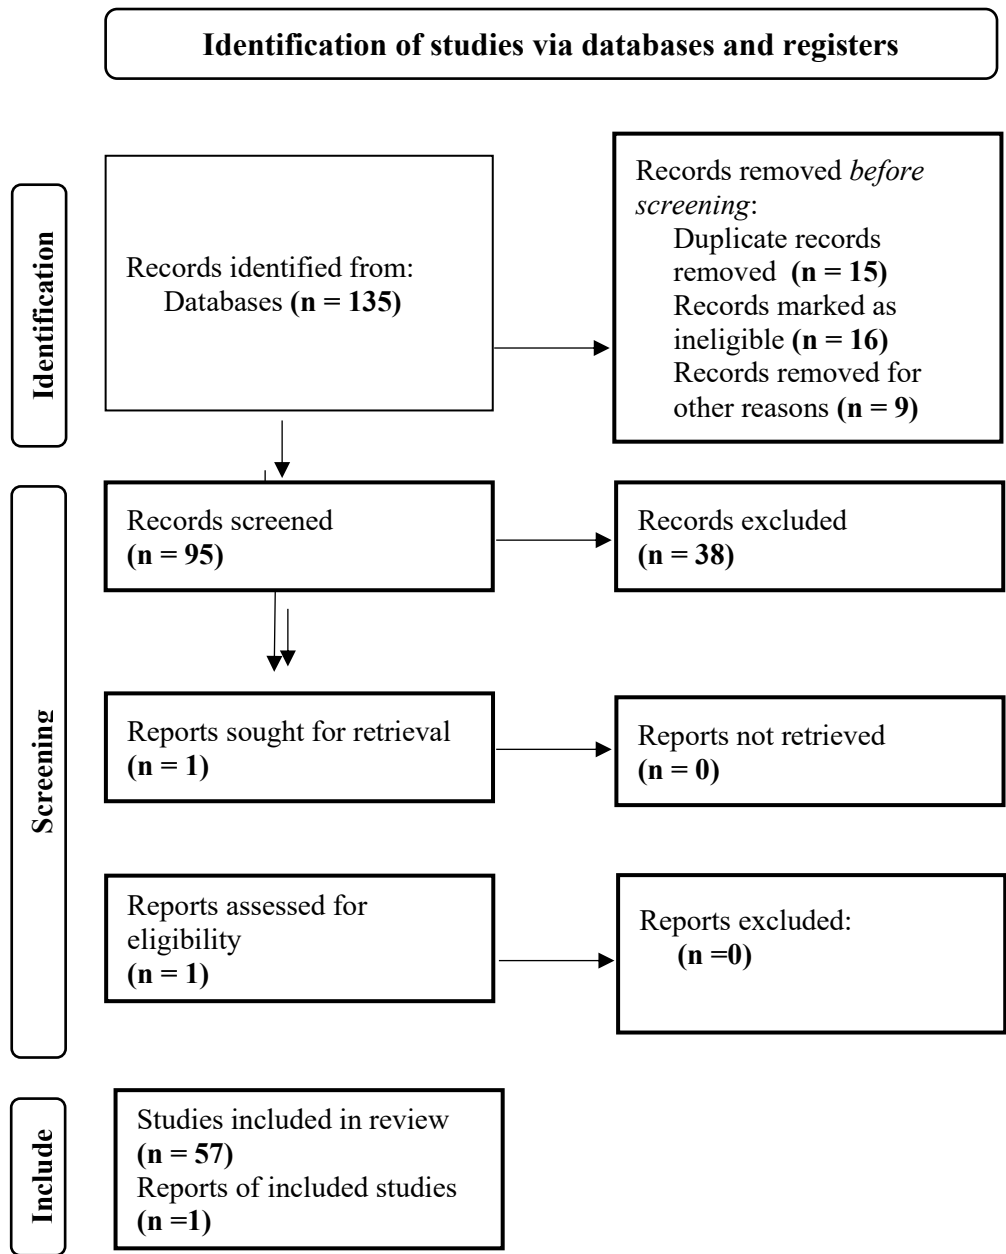 Identification of studies via databases and registers
Identification
Records identified from:
Databases (n = 135)
Records removed before
screening:
Duplicate records
removed (n = 15)
Records marked as
ineligible (n = 16)
Records removed for
other reasons (n = 9)
Screening
Records screened
(n = 95)
Records excluded
(n = 38)
Reports sought for retrieval
(n = 1)
Reports not retrieved
(n = 0)
Reports assessed for
eligibility
(n = 1)
Reports excluded:
(n =0)
Include
Studies included in review
(n = 57)
Reports of included studies
(n =1)